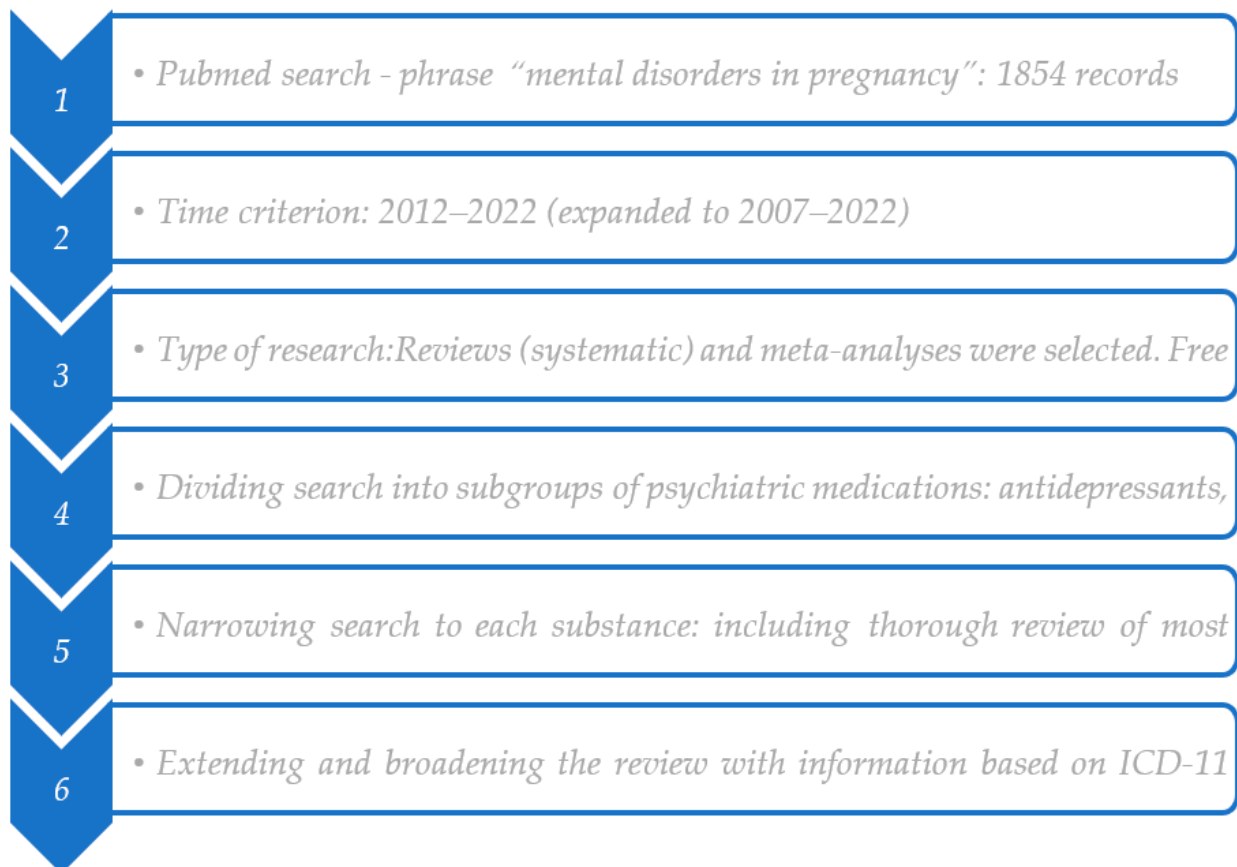 1
• Pubmed search - phrase “mental disorders in pregnancy”: 1854 records
2
• Time criterion: 2012–2022 (expanded to 2007–2022)
3
• Type of research:Reviews (systematic) and meta-analyses were selected. Free
4
• Dividing search into subgroups of psychiatric medications: antidepressants,
5
• Narrowing search to each substance: including thorough review of most
6
• Extending and broadening the review with information based on ICD-11